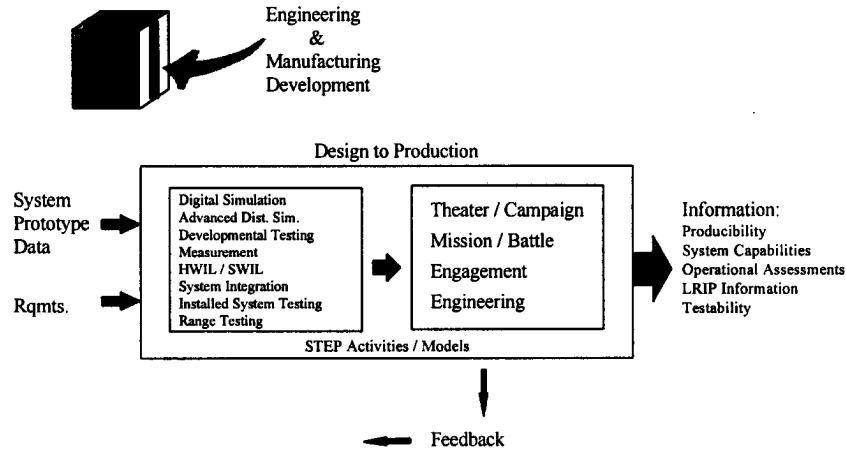 Engineering
&
Manufacturing
Development
Design to Production
System
Prototype
Data
Rqmts.
Digital Simulation
Advanced Dist. Sim.
Developmental Testing
Measurement
HWIL / SWIL
System Integration
Installed System Testing
Range Testing
Theater / Campaign
Mission / Battle
Engagement
Engineering
STEP Activities / Models
Information:
Producibility
System Capabilities
Operational Assessments
LRIP Information
Testability
Feedback